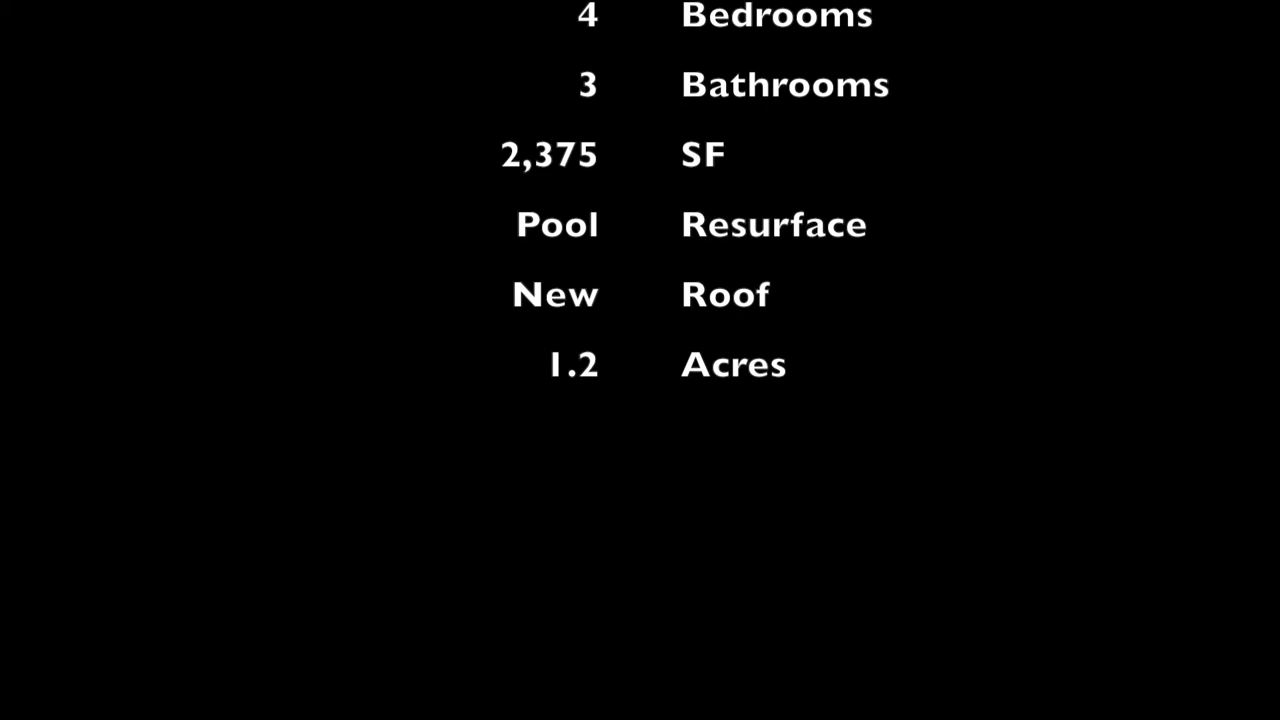 4 Bedrooms
3 Bathrooms
2,375 SF
Pool Resurface
New Roof
1.2 Acres